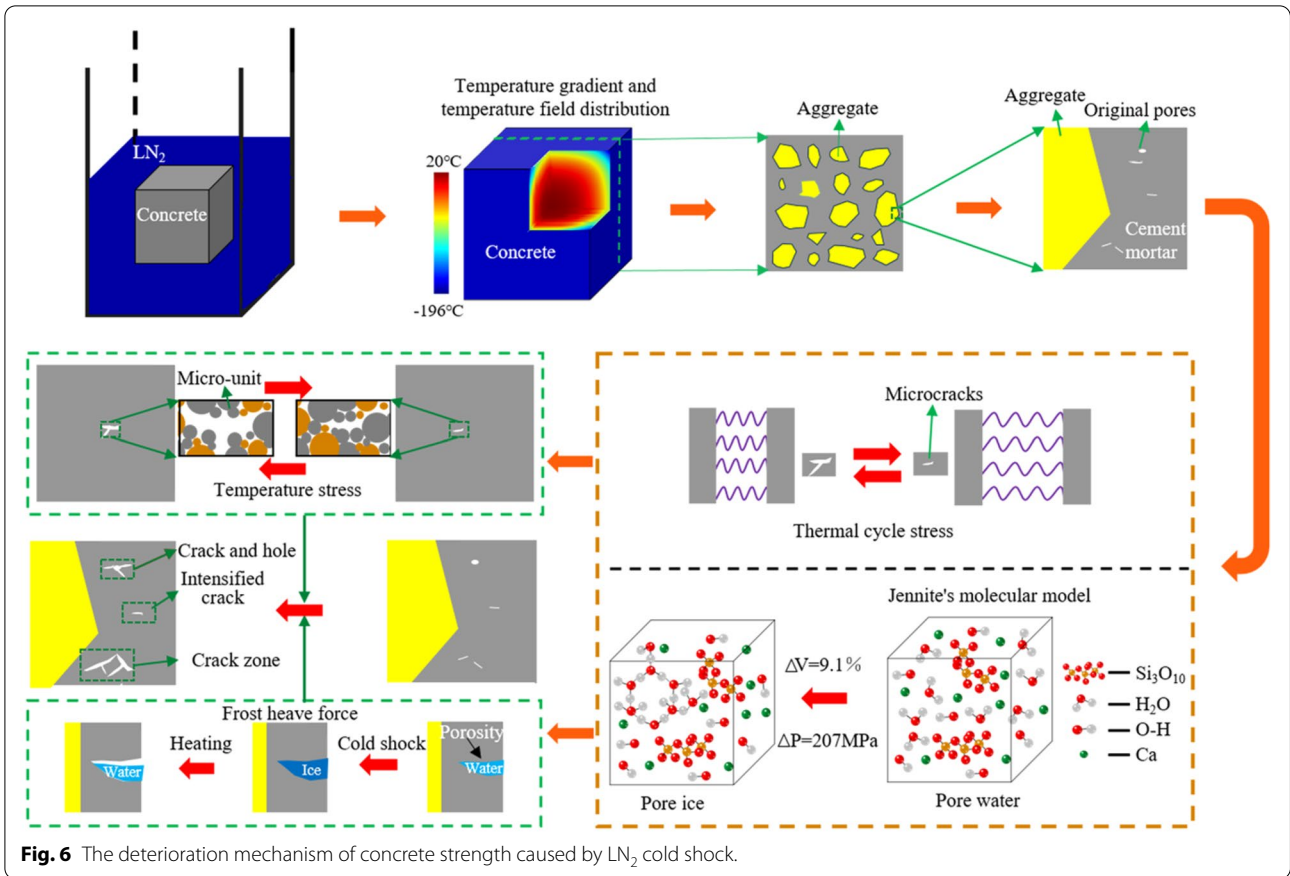 LN₂
Concrete
Temperature gradient and
temperature field distribution
20℃
-196℃
Concrete
Aggregate
Aggregate
Original pores
Cement
mortar
Micro-unit
Temperature stress
Microcracks
Thermal cycle stress
Crack and hole
Intensified
crack
Crack zone
Jennite's molecular model
ΔV=9.1%
ΔP=207MPa
Pore ice
Pore water
Si₃O₁₀
H₂O
O-H
Ca
Frost heave force
Heating
Cold shock
Porosity
Water
Ice
Water
Fig. 6 The deterioration mechanism of concrete strength caused by LN₂ cold shock.